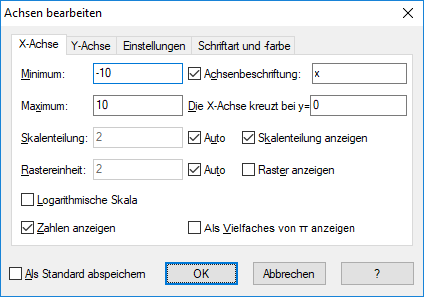 Achsen bearbeiten
X-Achse Y-Achse Einstellungen Schriftart und -farbe
Minimum: -10 Achsenbeschriftung: x
Maximum: 10 Die X-Achse kreuzt bei y= 0
Skalenteilung: 2 Auto Skalenteilung anzeigen
Rastereinheit: 2 Auto Raster anzeigen
Logarithmische Skala
Zahlen anzeigen Als Vielfaches von π anzeigen
Als Standard abspeichern OK Abbrechen ?